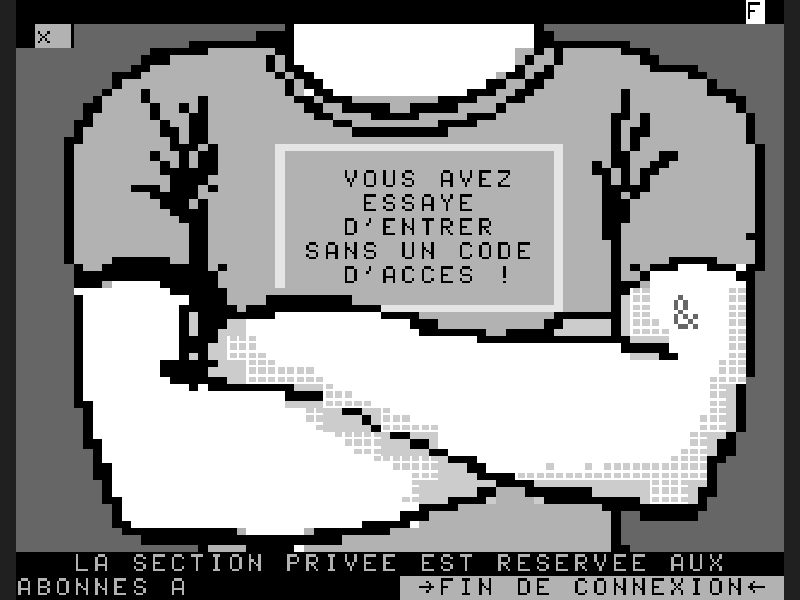 F
x
VOUS AVEZ
ESSAYE
D'ENTRER
SANS UN CODE
D'ACCES !
&
LA SECTION PRIVEE EST RESERVEE AUX
ABONNES A
→FIN DE CONNEXION←